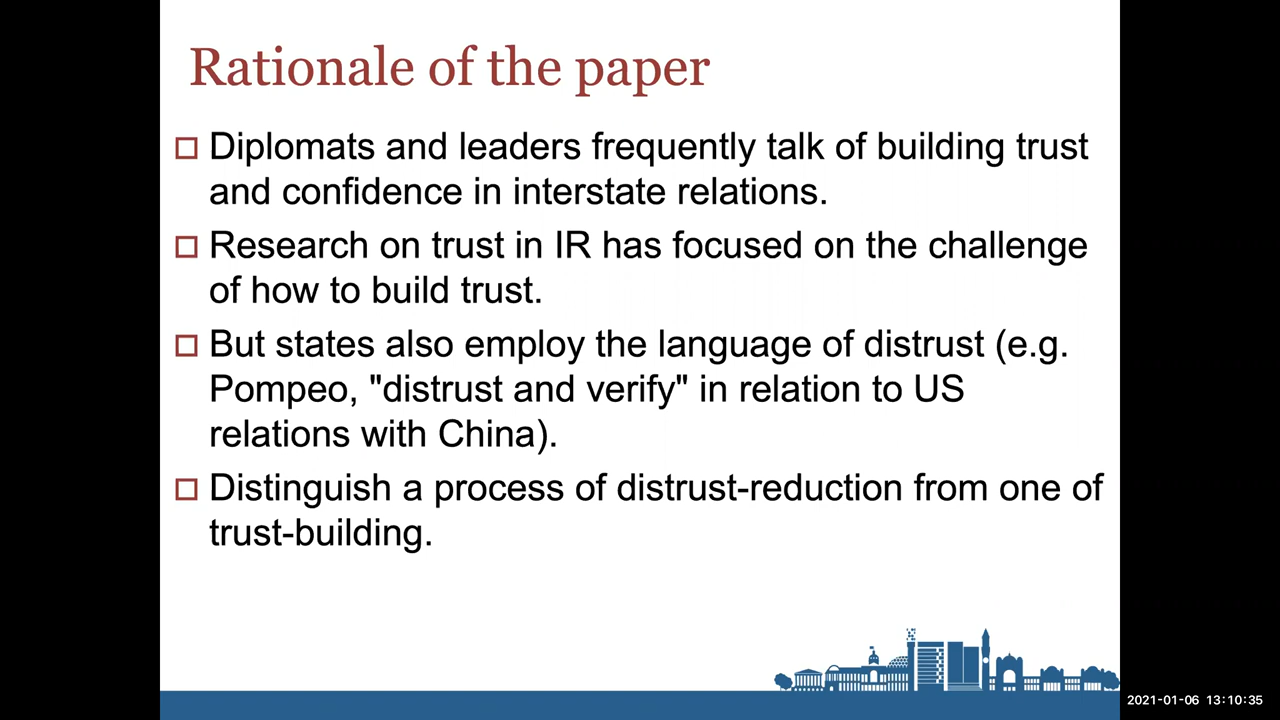 Rationale of the paper
Diplomats and leaders frequently talk of building trust
and confidence in interstate relations.
Research on trust in IR has focused on the challenge
of how to build trust.
But states also employ the language of distrust (e.g.
Pompeo, "distrust and verify" in relation to US
relations with China).
Distinguish a process of distrust-reduction from one of
trust-building.
2021-01-06 13:10:35